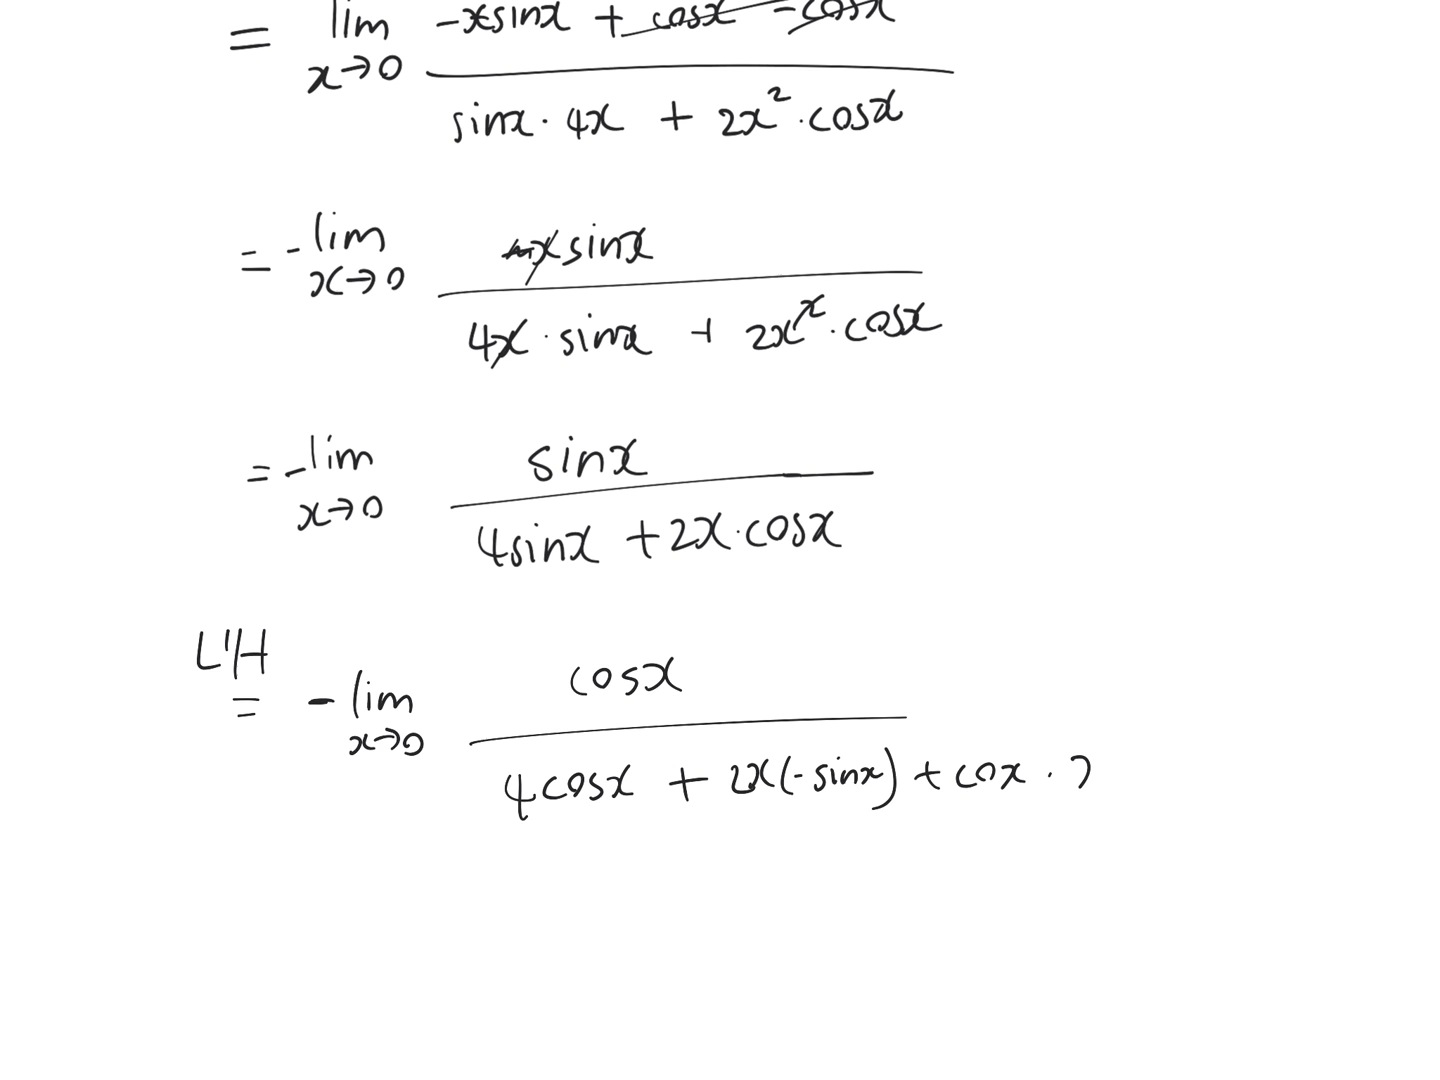 = lim x→0 (-xsinx + cosx - cosx) / (sinx · 4x + 2x² · cosx)
= - lim x→0 xsinx / (4x · sinx + 2x² · cosx)
= - lim x→0 sinx / (4sinx + 2x · cosx)
L'H
= - lim x→0 cosx / (4cosx + 2x(-sinx) + cosx · 2